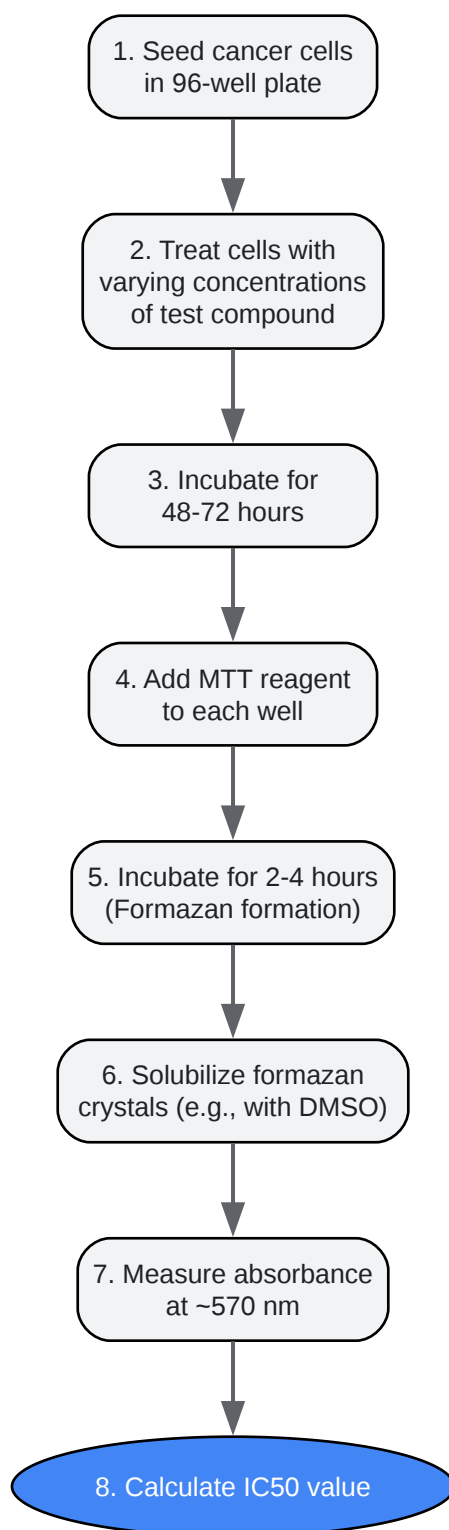 1. Seed cancer cells
in 96-well plate
2. Treat cells with
varying concentrations
of test compound
3. Incubate for
48-72 hours
4. Add MTT reagent
to each well
5. Incubate for 2-4 hours
(Formazan formation)
6. Solubilize formazan
crystals (e.g., with DMSO)
7. Measure absorbance
at ~570 nm
8. Calculate IC50 value